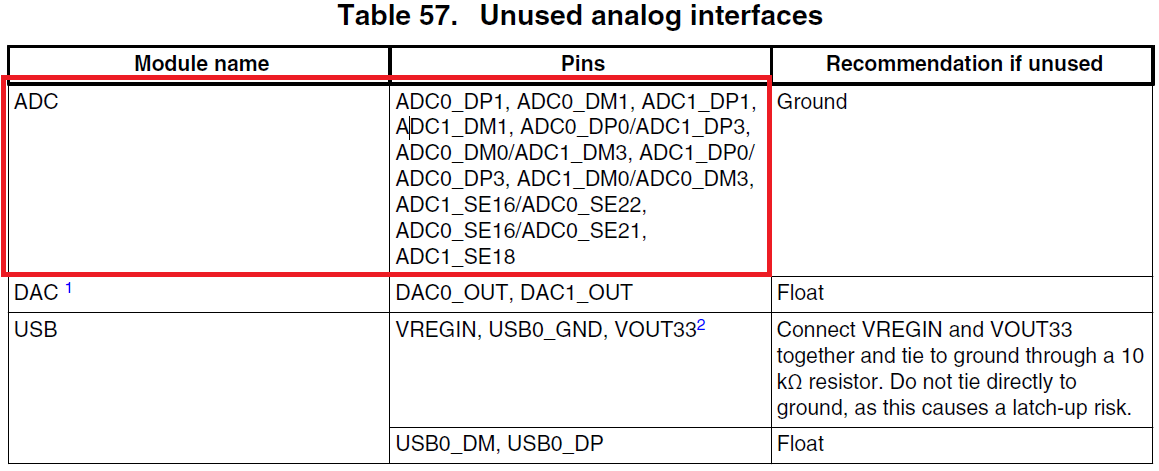 Table 57. Unused analog interfaces
Module name Pins Recommendation if unused
ADC ADC0_DP1, ADC0_DM1, ADC1_DP1, Ground
ADC1_DM1, ADC0_DP0/ADC1_DP3,
ADC0_DM0/ADC1_DM3, ADC1_DP0/
ADC0_DP3, ADC1_DM0/ADC0_DM3,
ADC1_SE16/ADC0_SE22,
ADC0_SE16/ADC0_SE21,
ADC1_SE18
DAC 1 DAC0_OUT, DAC1_OUT Float
USB VREGIN, USB0_GND, VOUT332 Connect VREGIN and VOUT33
together and tie to ground through a 10
kΩ resistor. Do not tie directly to
ground, as this causes a latch-up risk.
USB0_DM, USB0_DP Float